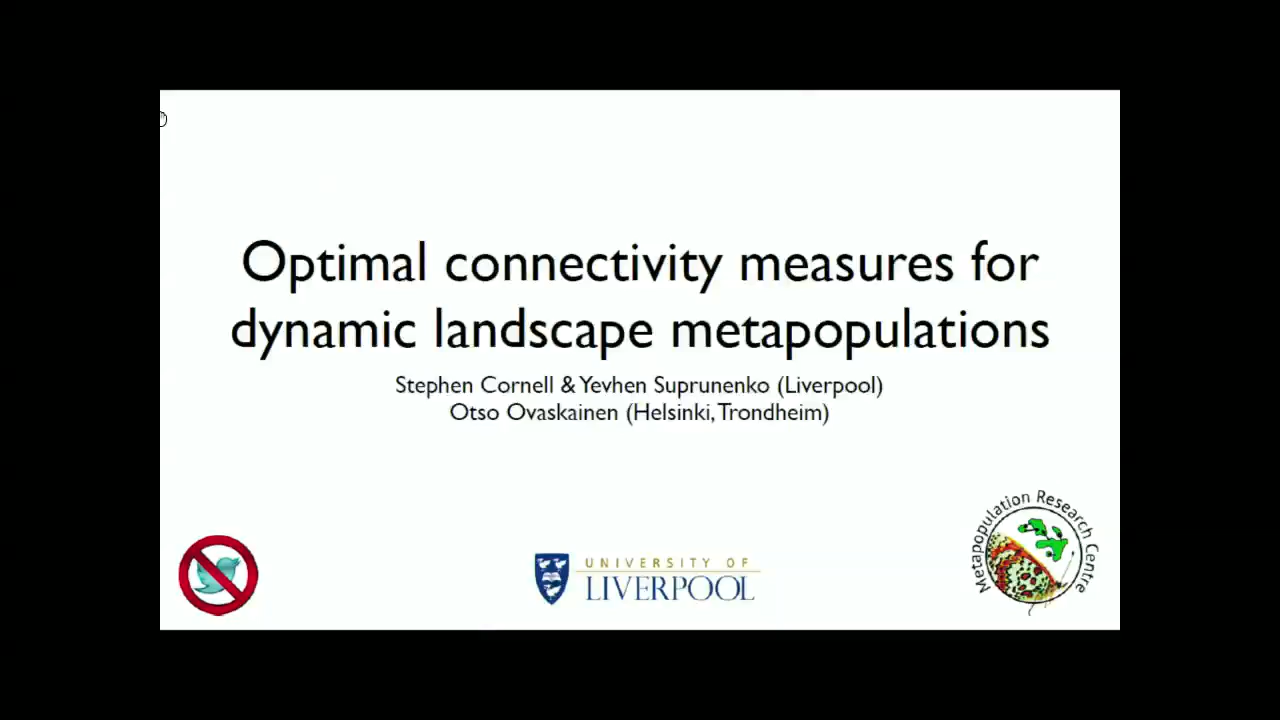 Optimal connectivity measures for
dynamic landscape metapopulations
Stephen Cornell & Yevhen Suprunenko (Liverpool)
Otso Ovaskainen (Helsinki, Trondheim)
Metapopulation Research Centre
UNIVERSITY OF
LIVERPOOL